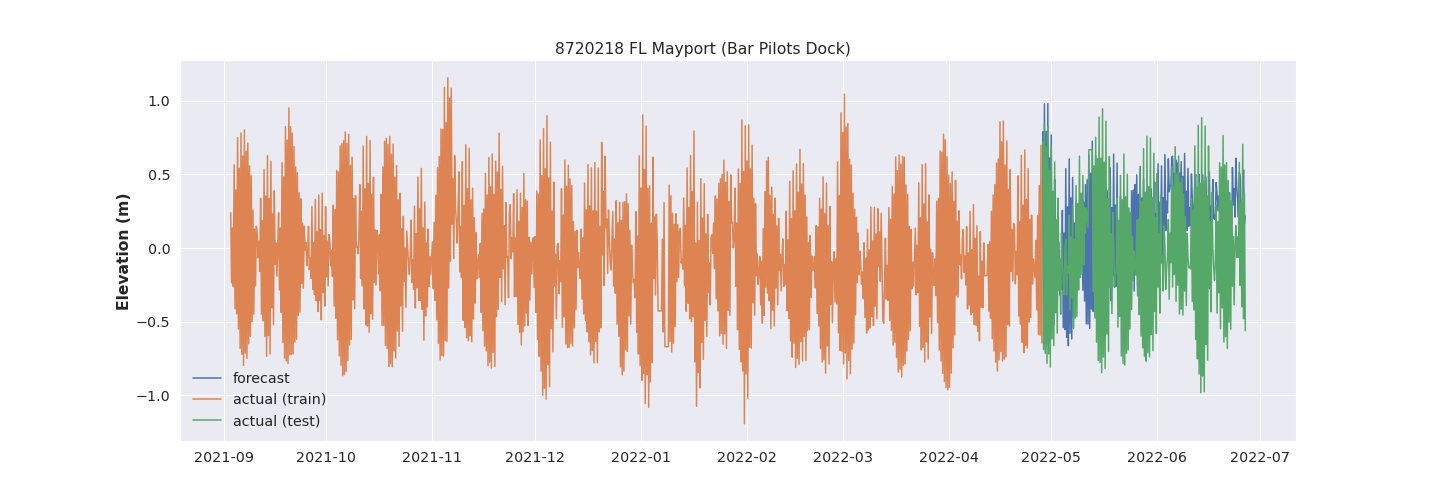 8720218 FL Mayport (Bar Pilots Dock)
Elevation (m)
1.0
0.5
0.0
−0.5
−1.0
forecast
actual (train)
actual (test)
2021-09 2021-10 2021-11 2021-12 2022-01 2022-02 2022-03 2022-04 2022-05 2022-06 2022-07